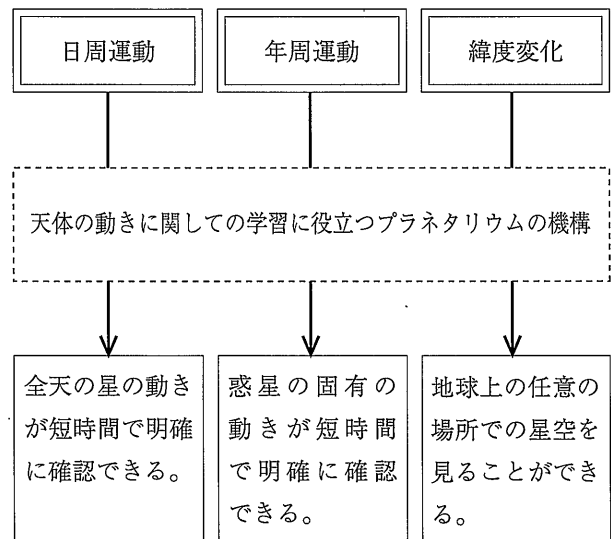 日周運動
年周運動
緯度変化
天体の動きに関しての学習に役立つプラネタリウムの機構
全天の星の動き
が短時間で明確
に確認できる。
惑星の固有の
動きが短時間
で明確に確認
できる。
地球上の任意の
場所での星空を
見ることができ
る。